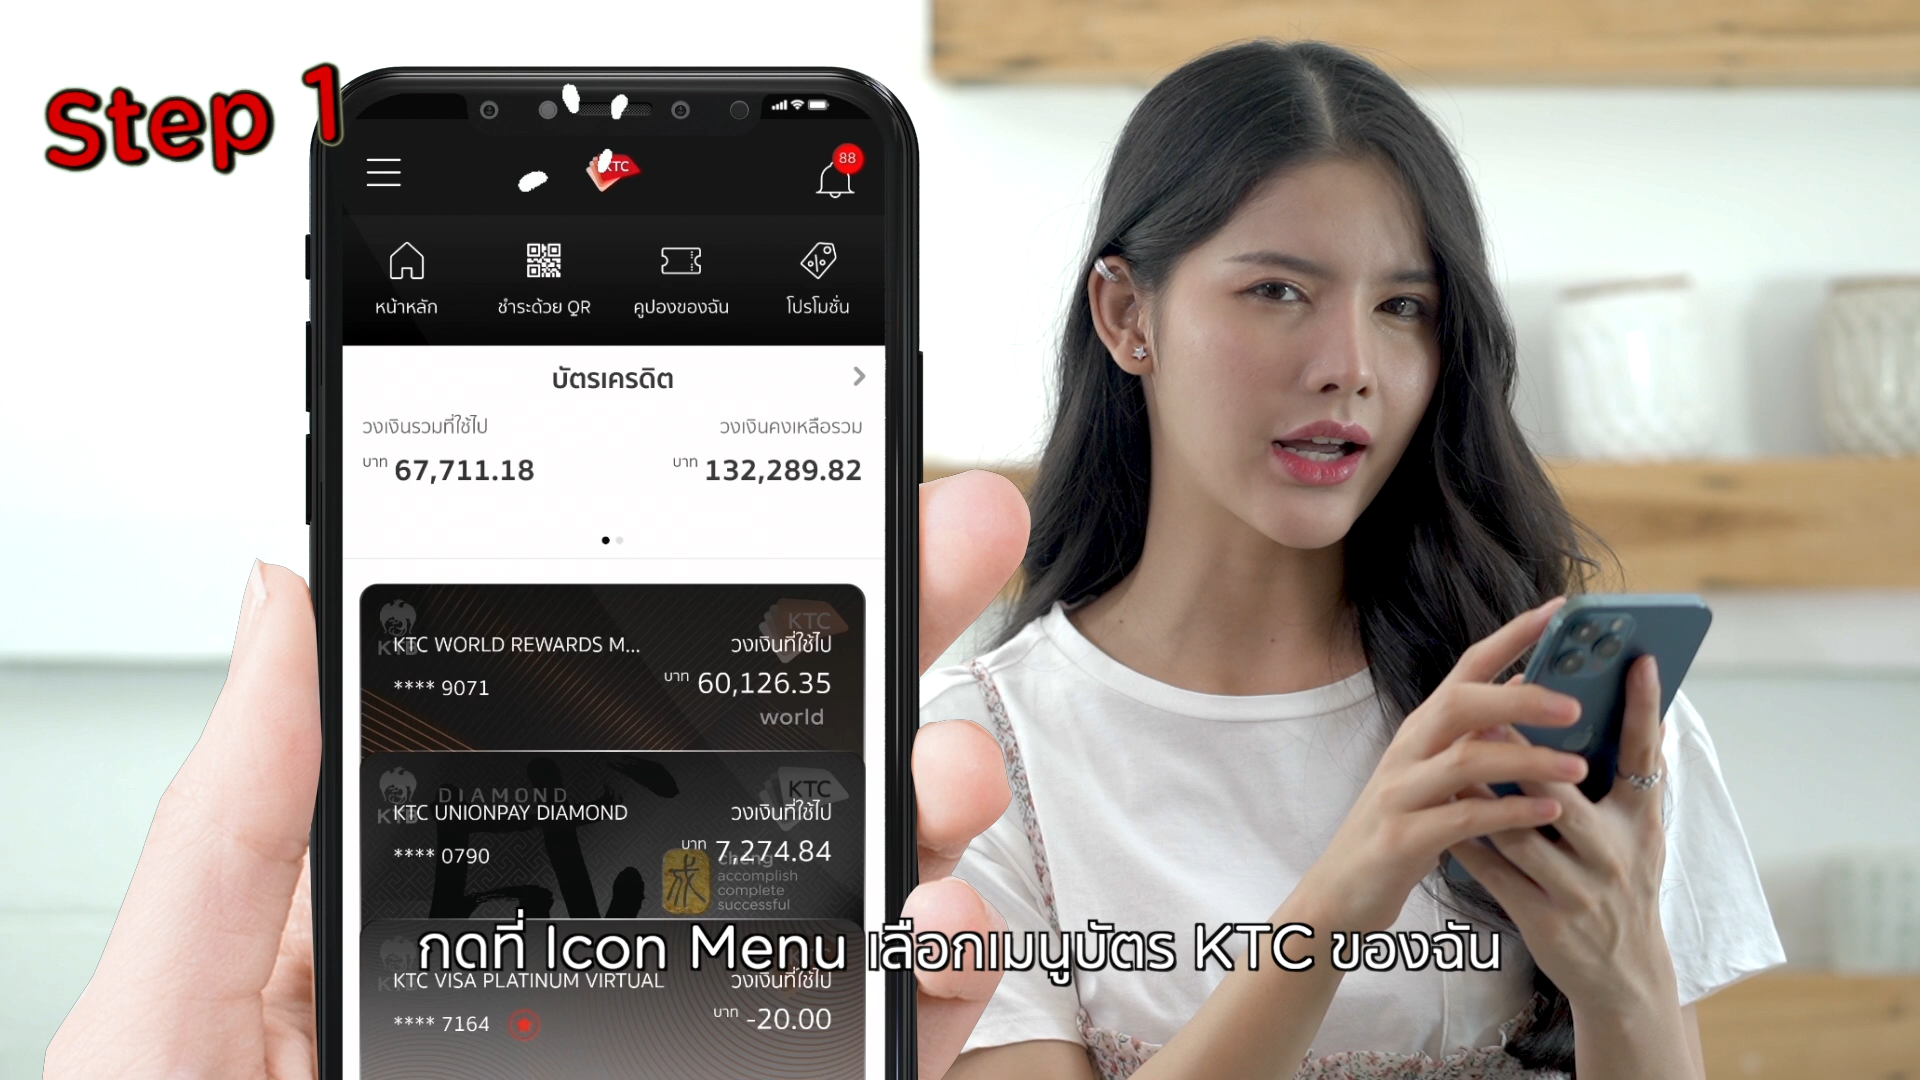 Step 1
KTC
88
หน้าหลัก
ชำระด้วย QR
คูปองของฉัน
โปรโมชั่น
บัตรเครดิต
วงเงินรวมที่ใช้ไป
วงเงินคงเหลือรวม
บาท 67,711.18
บาท 132,289.82
KTC
KTB
KTC WORLD REWARDS M...
วงเงินที่ใช้ไป
**** 9071
บาท 60,126.35
world
DIAMOND
KTC
KTB
KTC UNIONPAY DIAMOND
วงเงินที่ใช้ไป
**** 0790
บาท 7,274.84
成
cheng
accomplish
complete
successful
กดที่ Icon Menu เลือกเมนูบัตร KTC ของฉัน
KTC VISA PLATINUM VIRTUAL
วงเงินที่ใช้ไป
**** 7164
บาท -20.00